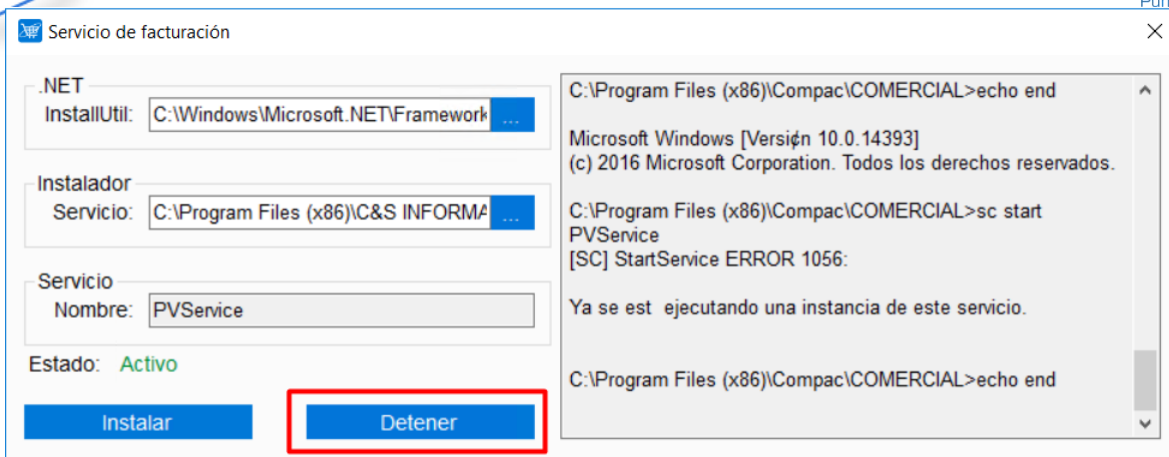 Servicio de facturación
.NET
InstallUtil: C:\Windows\Microsoft.NET\Framework ...
Instalador
Servicio: C:\Program Files (x86)\C&S INFORMA ...
Servicio
Nombre: PVService
Estado: Activo
Instalar
Detener
C:\Program Files (x86)\Compac\COMERCIAL>echo end
Microsoft Windows [Versi¢n 10.0.14393]
(c) 2016 Microsoft Corporation. Todos los derechos reservados.
C:\Program Files (x86)\Compac\COMERCIAL>sc start
PVService
[SC] StartService ERROR 1056:
Ya se est ejecutando una instancia de este servicio.
C:\Program Files (x86)\Compac\COMERCIAL>echo end